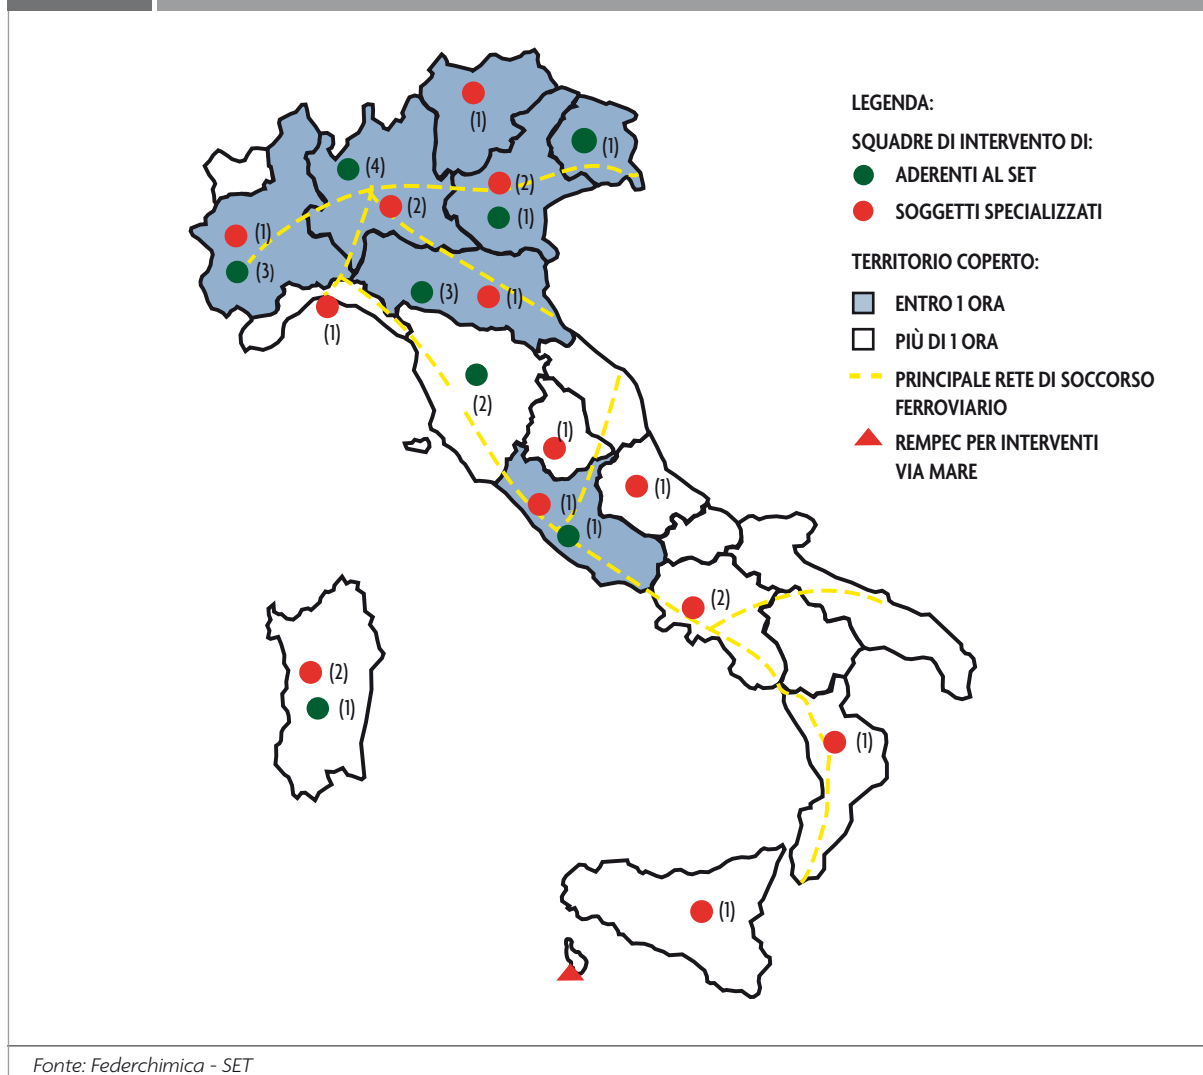 LEGENDA:
SQUADRE DI INTERVENTO DI:
ADERENTI AL SET
SOGGETTI SPECIALIZZATI
TERRITORIO COPERTO:
ENTRO 1 ORA
PIÙ DI 1 ORA
PRINCIPALE RETE DI SOCCORSO
FERROVIARIO
REMPEC PER INTERVENTI
VIA MARE
(1)
(1)
(4)
(2)
(2)
(1)
(1)
(3)
(3)
(1)
(1)
(2)
(1)
(1)
(1)
(1)
(2)
(2)
(1)
(1)
(1)
Fonte: Federchimica - SET